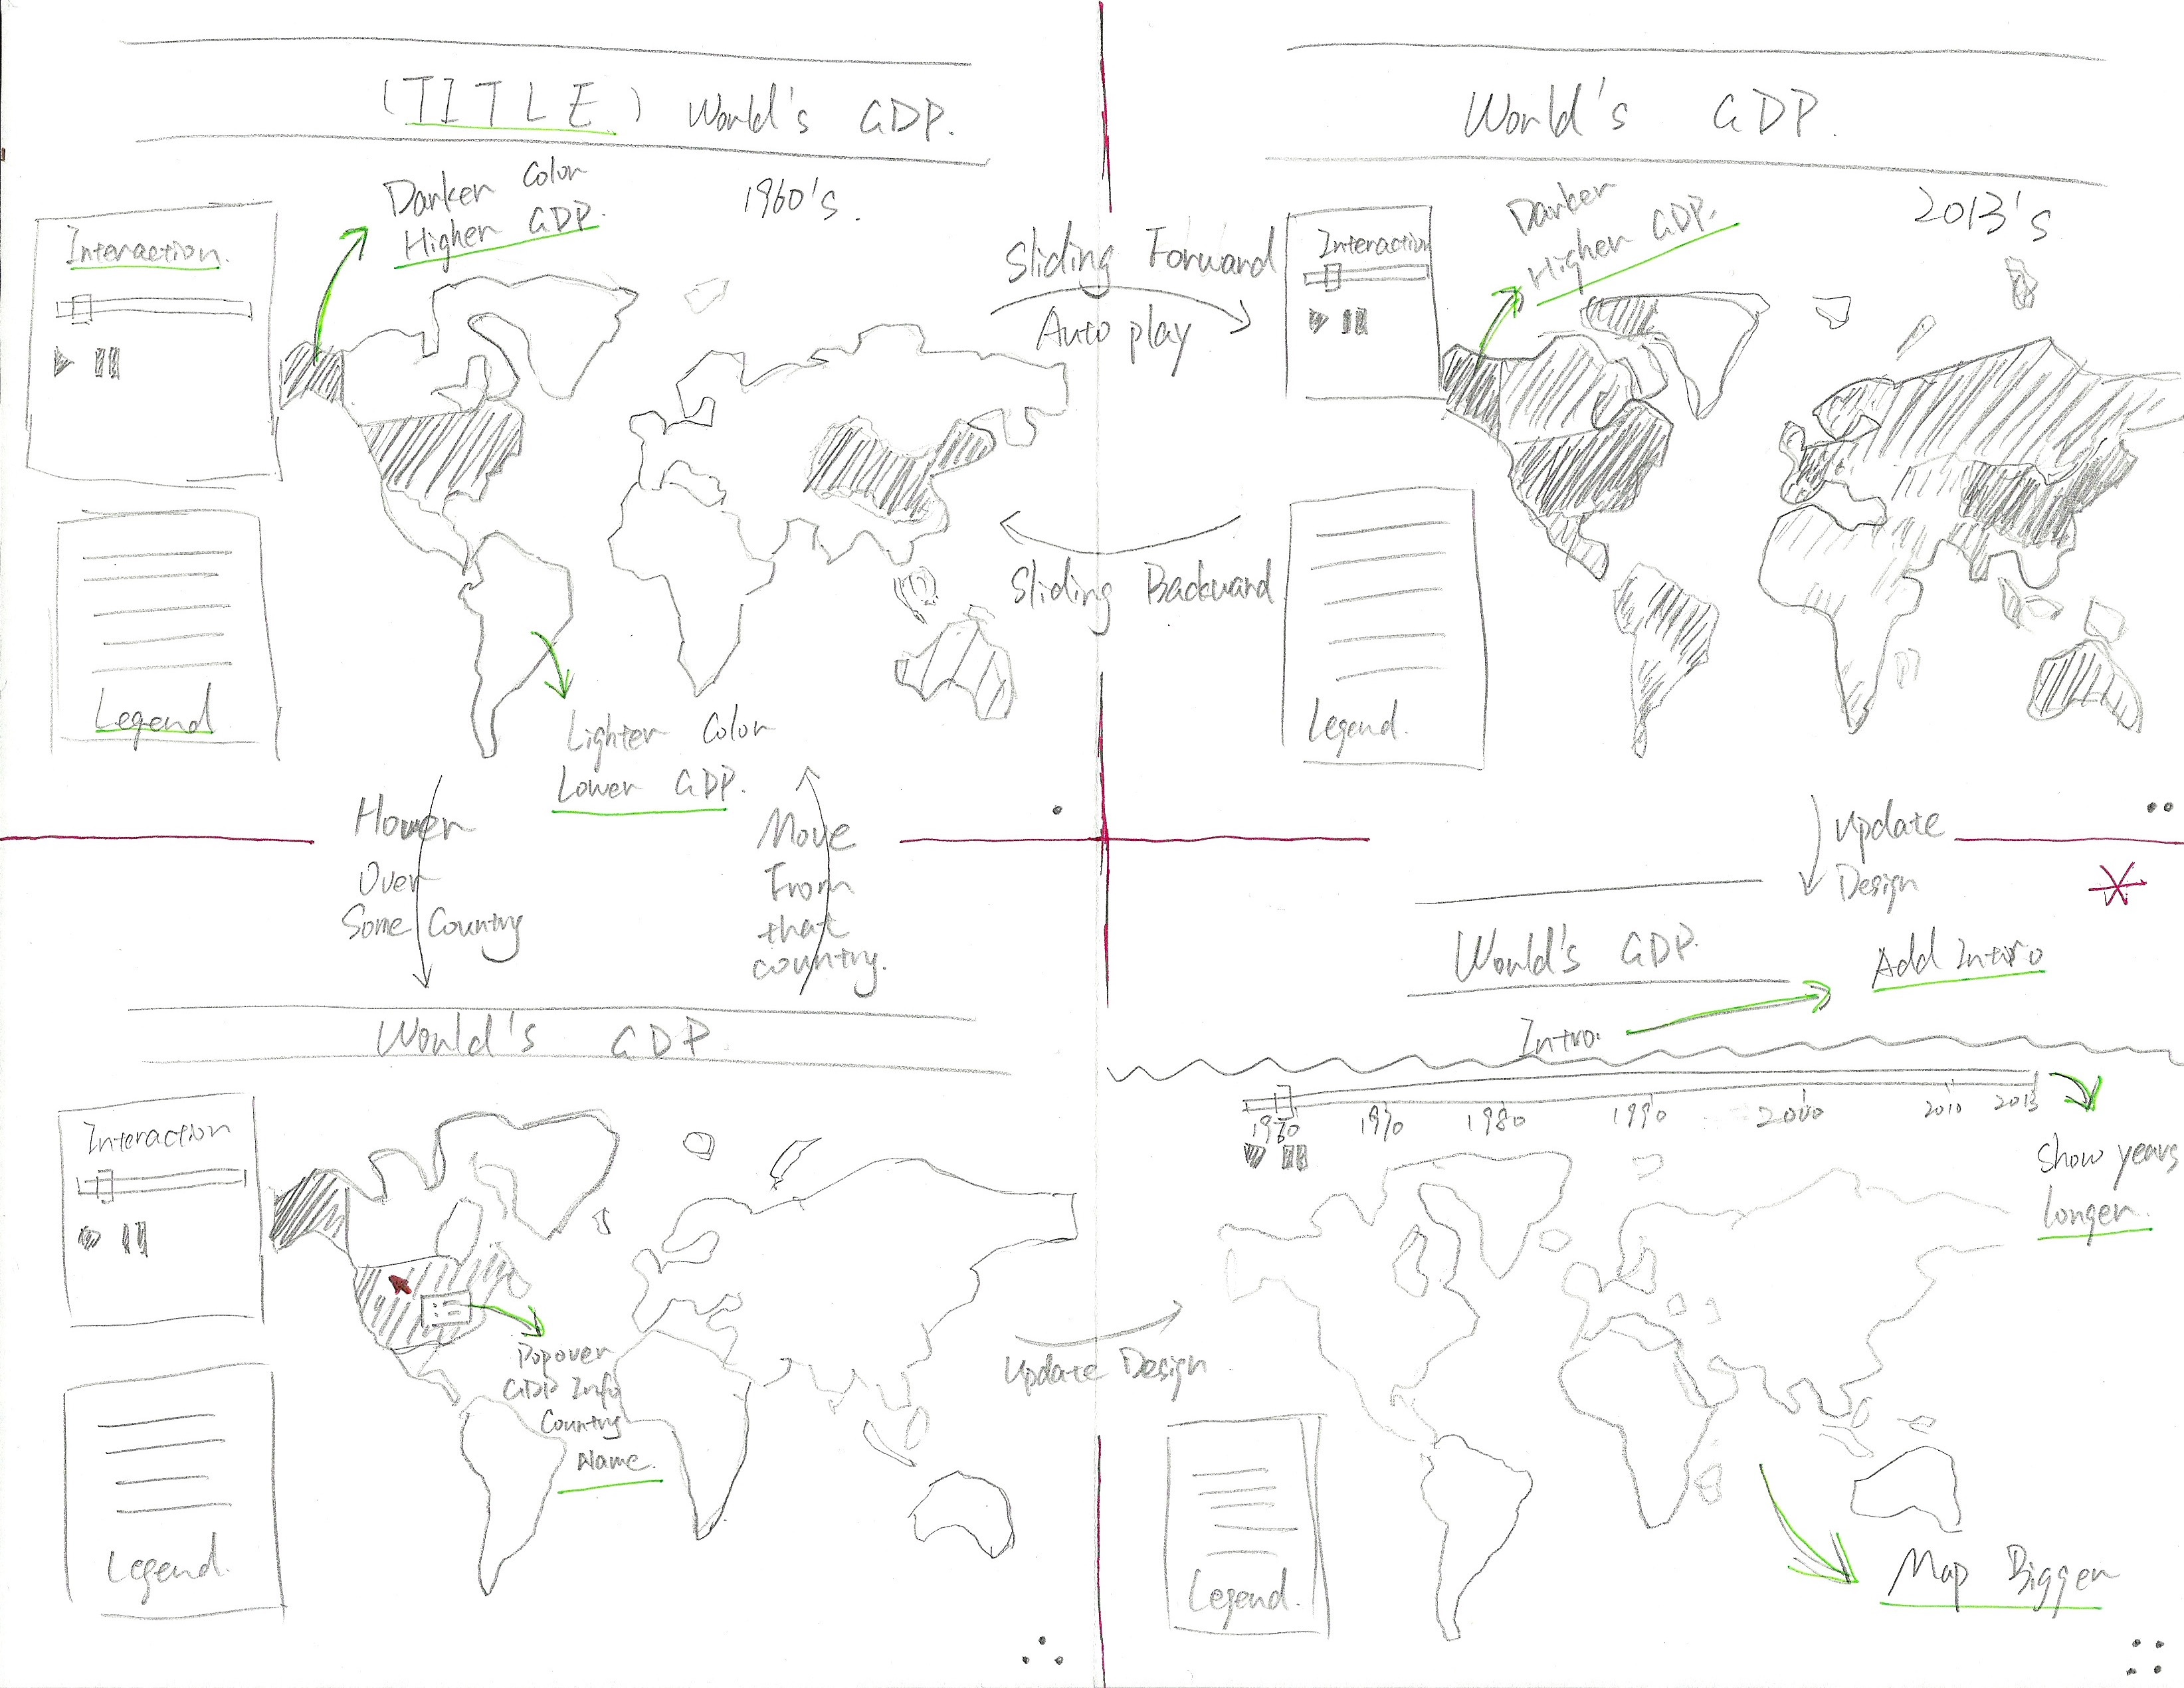 (TITLE) World's GDP.
Darker Color
Higher GDP.
1960's.
Interaction.
Legend
Lighter Color
Lower GDP.
Sliding Forward
Auto play
Sliding Backward
World's GDP.
2013's
Darker
Higher GDP.
Interaction
Legend.
Hover
Over
Some Country
Move
From
that
country.
Update
Design
World's GDP
Interaction
Legend.
Popover
GDP Info
Country
Name.
Update Design
World's GDP.
Add Intro
Intro.
1960 1970 1980 1990 2000 2010 2013
Show years
longer.
Legend.
Map Bigger